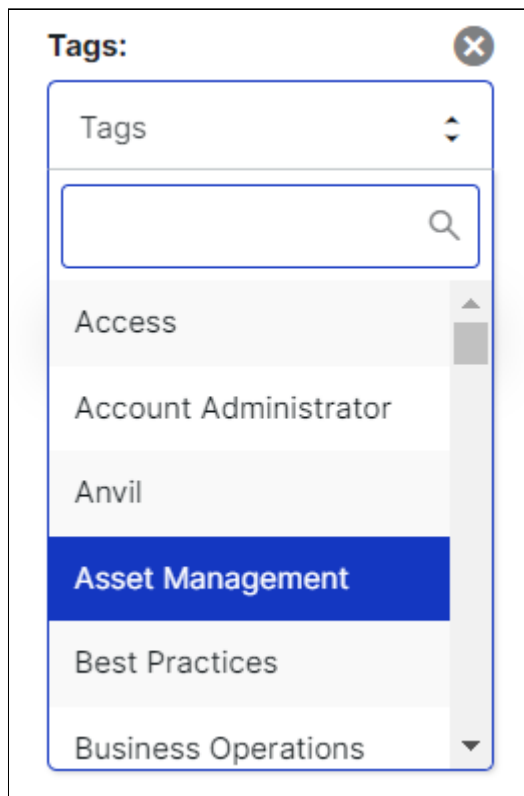 Tags:
Tags
Access
Account Administrator
Anvil
Asset Management
Best Practices
Business Operations